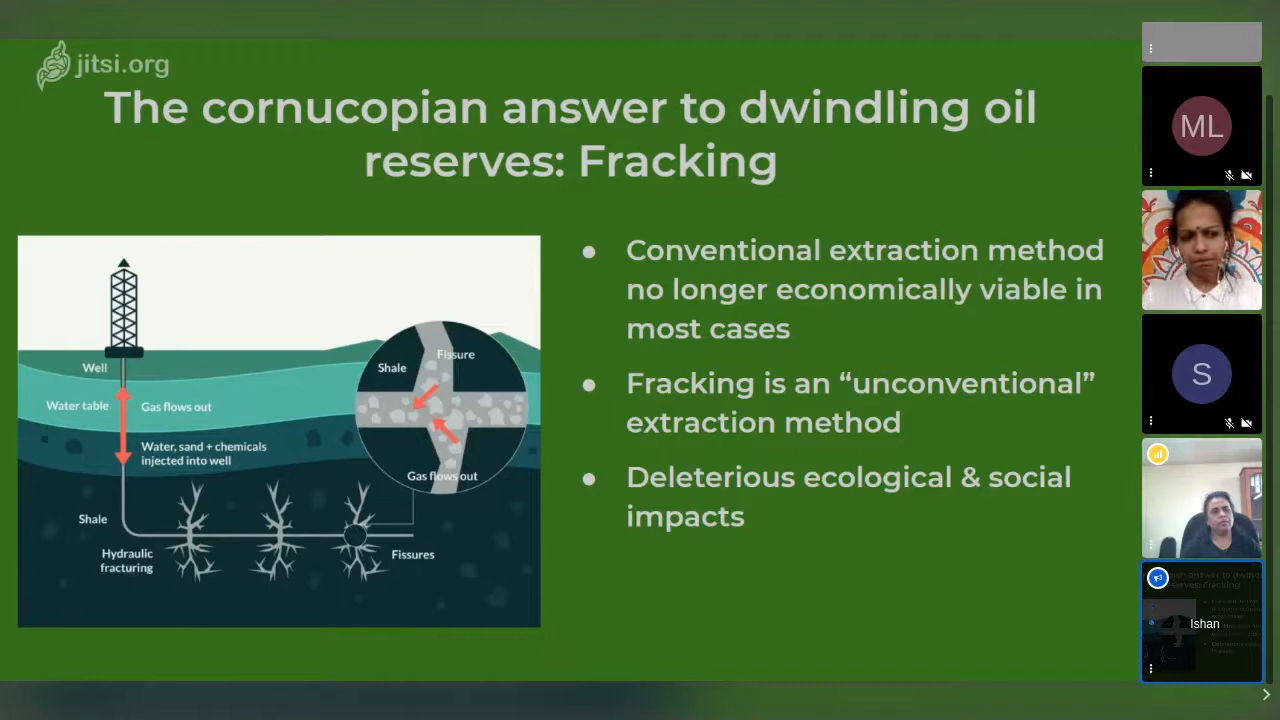 jitsi.org
The cornucopian answer to dwindling oil
reserves: Fracking
● Conventional extraction method
no longer economically viable in
most cases
● Fracking is an “unconventional”
extraction method
● Deleterious ecological & social
impacts
Well
Water table
Gas flows out
Water, sand + chemicals
injected into well
Shale
Hydraulic
fracturing
Fissures
Shale
Fissure
Gas flows out
ML
S
Ishan